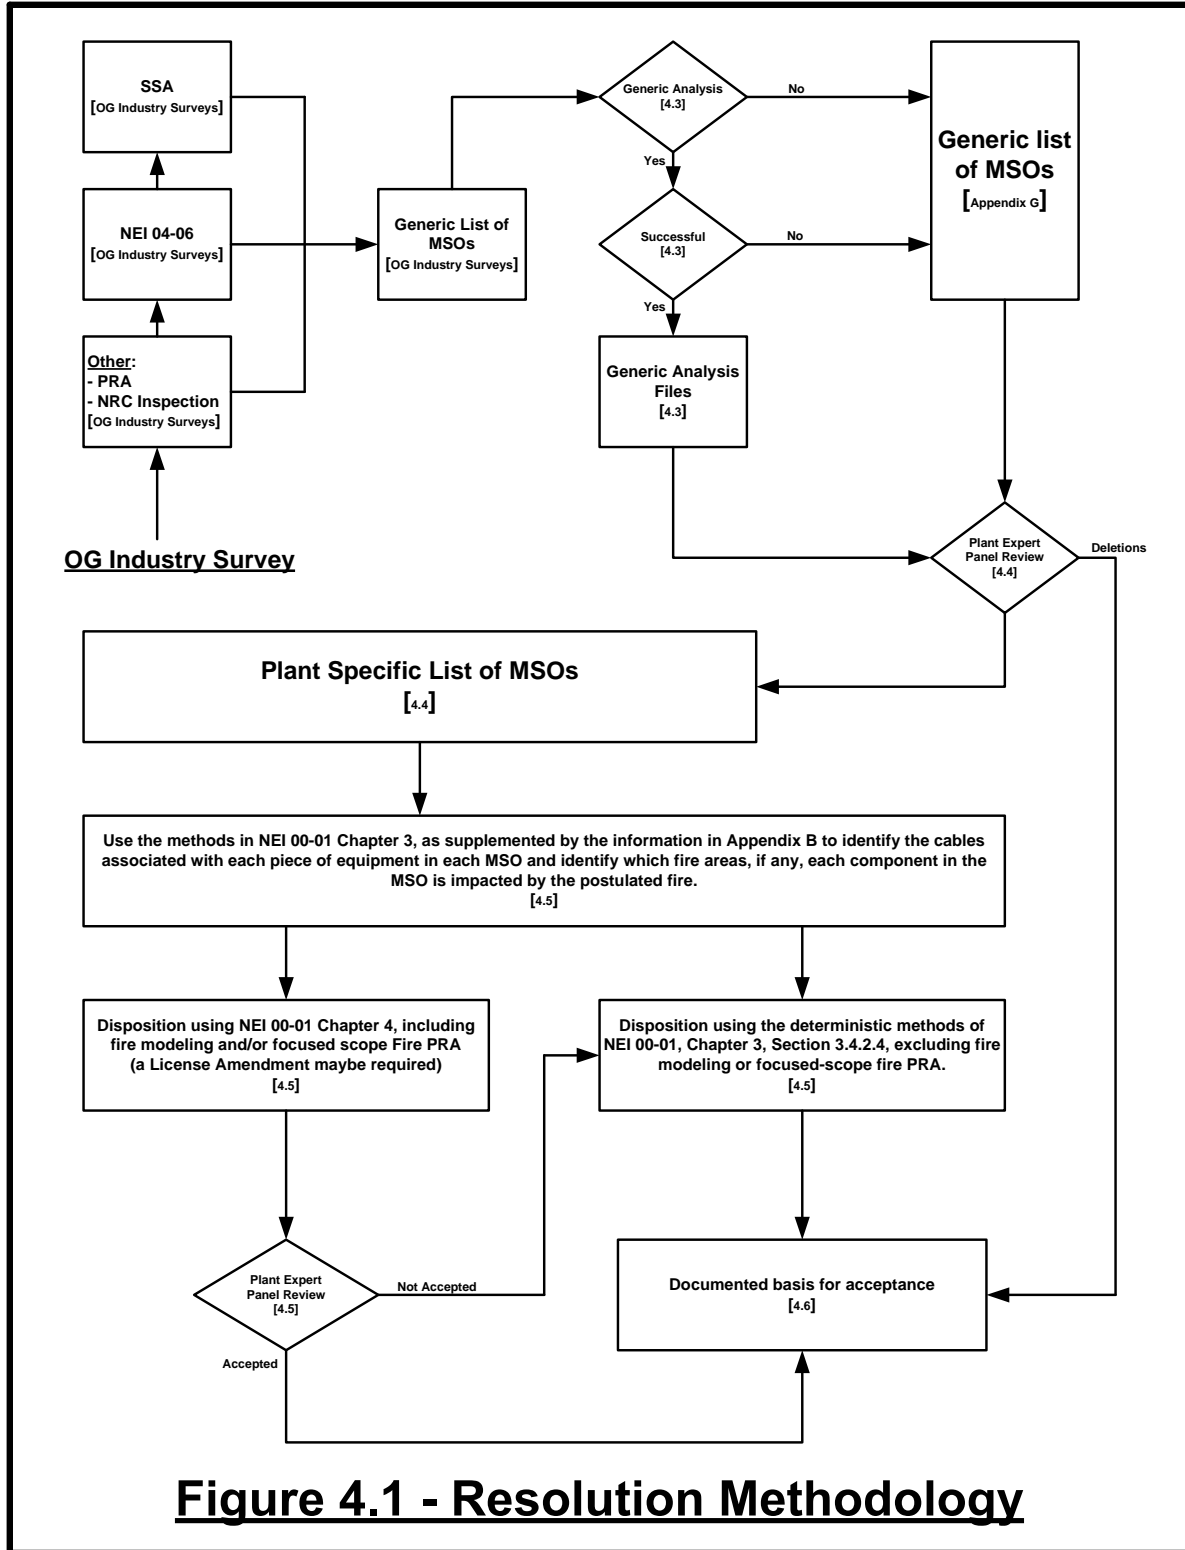 SSA
[OG Industry Surveys]
NEI 04-06
[OG Industry Surveys]
Other:
- PRA
- NRC Inspection
[OG Industry Surveys]
OG Industry Survey
Generic List of
MSOs
[OG Industry Surveys]
Generic Analysis
[4.3]
No
Yes
Successful
[4.3]
No
Yes
Generic Analysis
Files
[4.3]
Generic list
of MSOs
[Appendix G]
Plant Expert
Panel Review
[4.4]
Deletions
Plant Specific List of MSOs
[4.4]
Use the methods in NEI 00-01 Chapter 3, as supplemented by the information in Appendix B to identify the cables
associated with each piece of equipment in each MSO and identify which fire areas, if any, each component in the
MSO is impacted by the postulated fire.
[4.5]
Disposition using NEI 00-01 Chapter 4, including
fire modeling and/or focused scope Fire PRA
(a License Amendment maybe required)
[4.5]
Disposition using the deterministic methods of
NEI 00-01, Chapter 3, Section 3.4.2.4, excluding fire
modeling or focused-scope fire PRA.
[4.5]
Plant Expert
Panel Review
[4.5]
Not Accepted
Accepted
Documented basis for acceptance
[4.6]
Figure 4.1 - Resolution Methodology